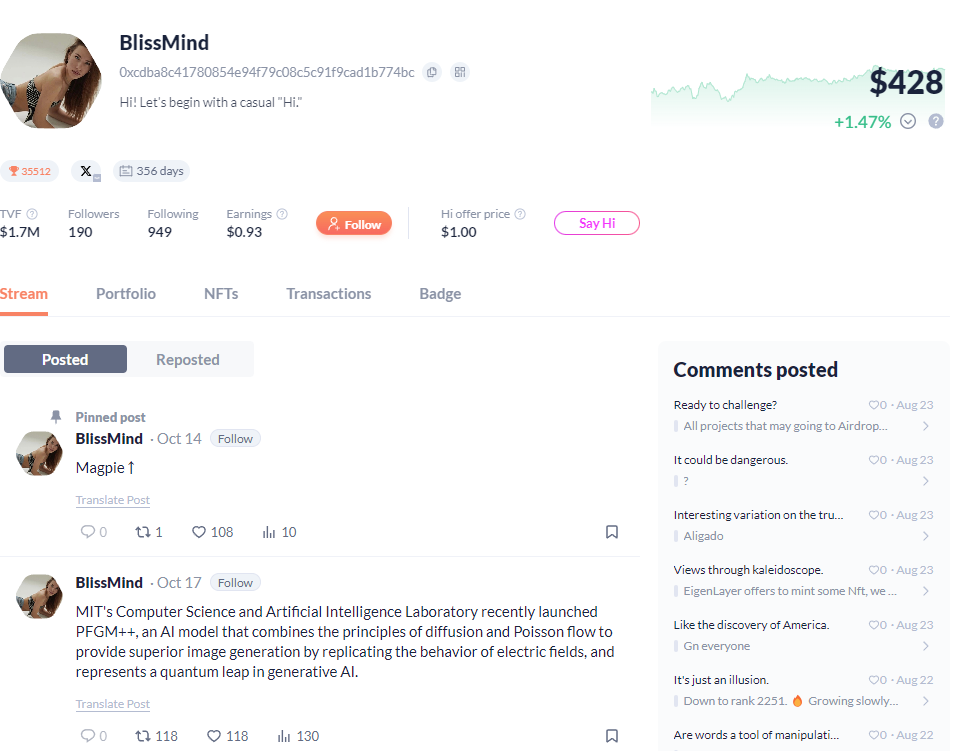 BlissMind
0xcdba8c41780854e94f79c08c5c91f9cad1b774bc
Hi! Let's begin with a casual "Hi."
$428
+1.47%
35512
X
356 days
TVF
$1.7M
Followers
190
Following
949
Earnings
$0.93
Follow
Hi offer price
$1.00
Say Hi
Stream Portfolio NFTs Transactions Badge
Posted Reposted
Pinned post
BlissMind · Oct 14 Follow
Magpie↑
Translate Post
0 1 108 10
BlissMind · Oct 17 Follow
MIT's Computer Science and Artificial Intelligence Laboratory recently launched
PFGM++, an AI model that combines the principles of diffusion and Poisson flow to
provide superior image generation by replicating the behavior of electric fields, and
represents a quantum leap in generative AI.
Translate Post
0 118 118 130
Comments posted
Ready to challenge? 0 · Aug 23
All projects that may going to Airdrop...
It could be dangerous. 0 · Aug 23
?
Interesting variation on the tru... 0 · Aug 23
Aligado
Views through kaleidoscope. 0 · Aug 23
EigenLayer offers to mint some Nft, we ...
Like the discovery of America. 0 · Aug 23
Gn everyone
It's just an illusion. 0 · Aug 22
Down to rank 2251. 🔥 Growing slowly...
Are words a tool of manipulati... 0 · Aug 22